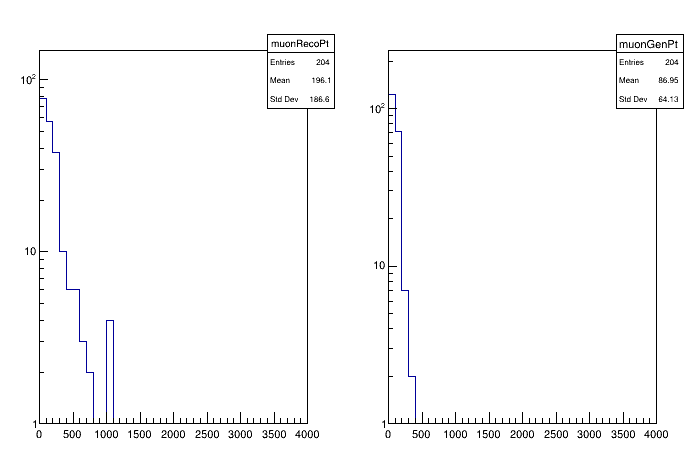 muonRecoPt
Entries 204
Mean 196.1
Std Dev 186.6
10²
10
1
0 500 1000 1500 2000 2500 3000 3500 4000
muonGenPt
Entries 204
Mean 86.95
Std Dev 64.13
10²
10
1
0 500 1000 1500 2000 2500 3000 3500 4000